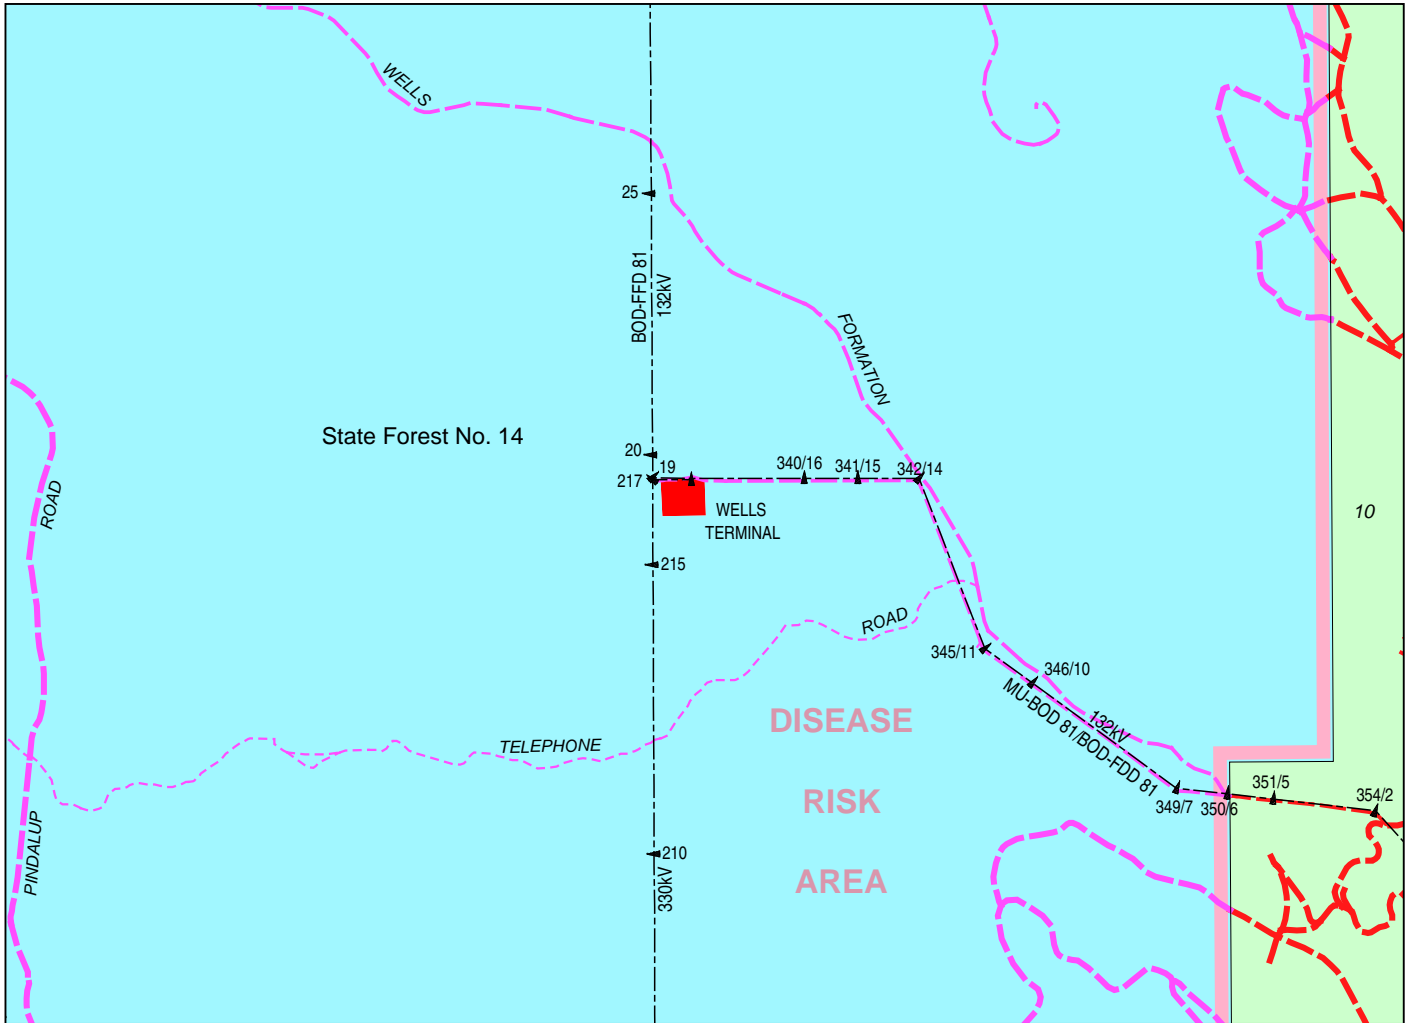 WELLS
25
BOD-FFD 81
132kV
FORMATION
State Forest No. 14
20
19
217
340/16
341/15
342/14
WELLS
TERMINAL
ROAD
10
215
ROAD
345/11
346/10
MU-BOD 81/BOD-FDD 81
132kV
DISEASE
TELEPHONE
RISK
349/7
350/6
351/5
354/2
PINDALUP
210
330kV
AREA